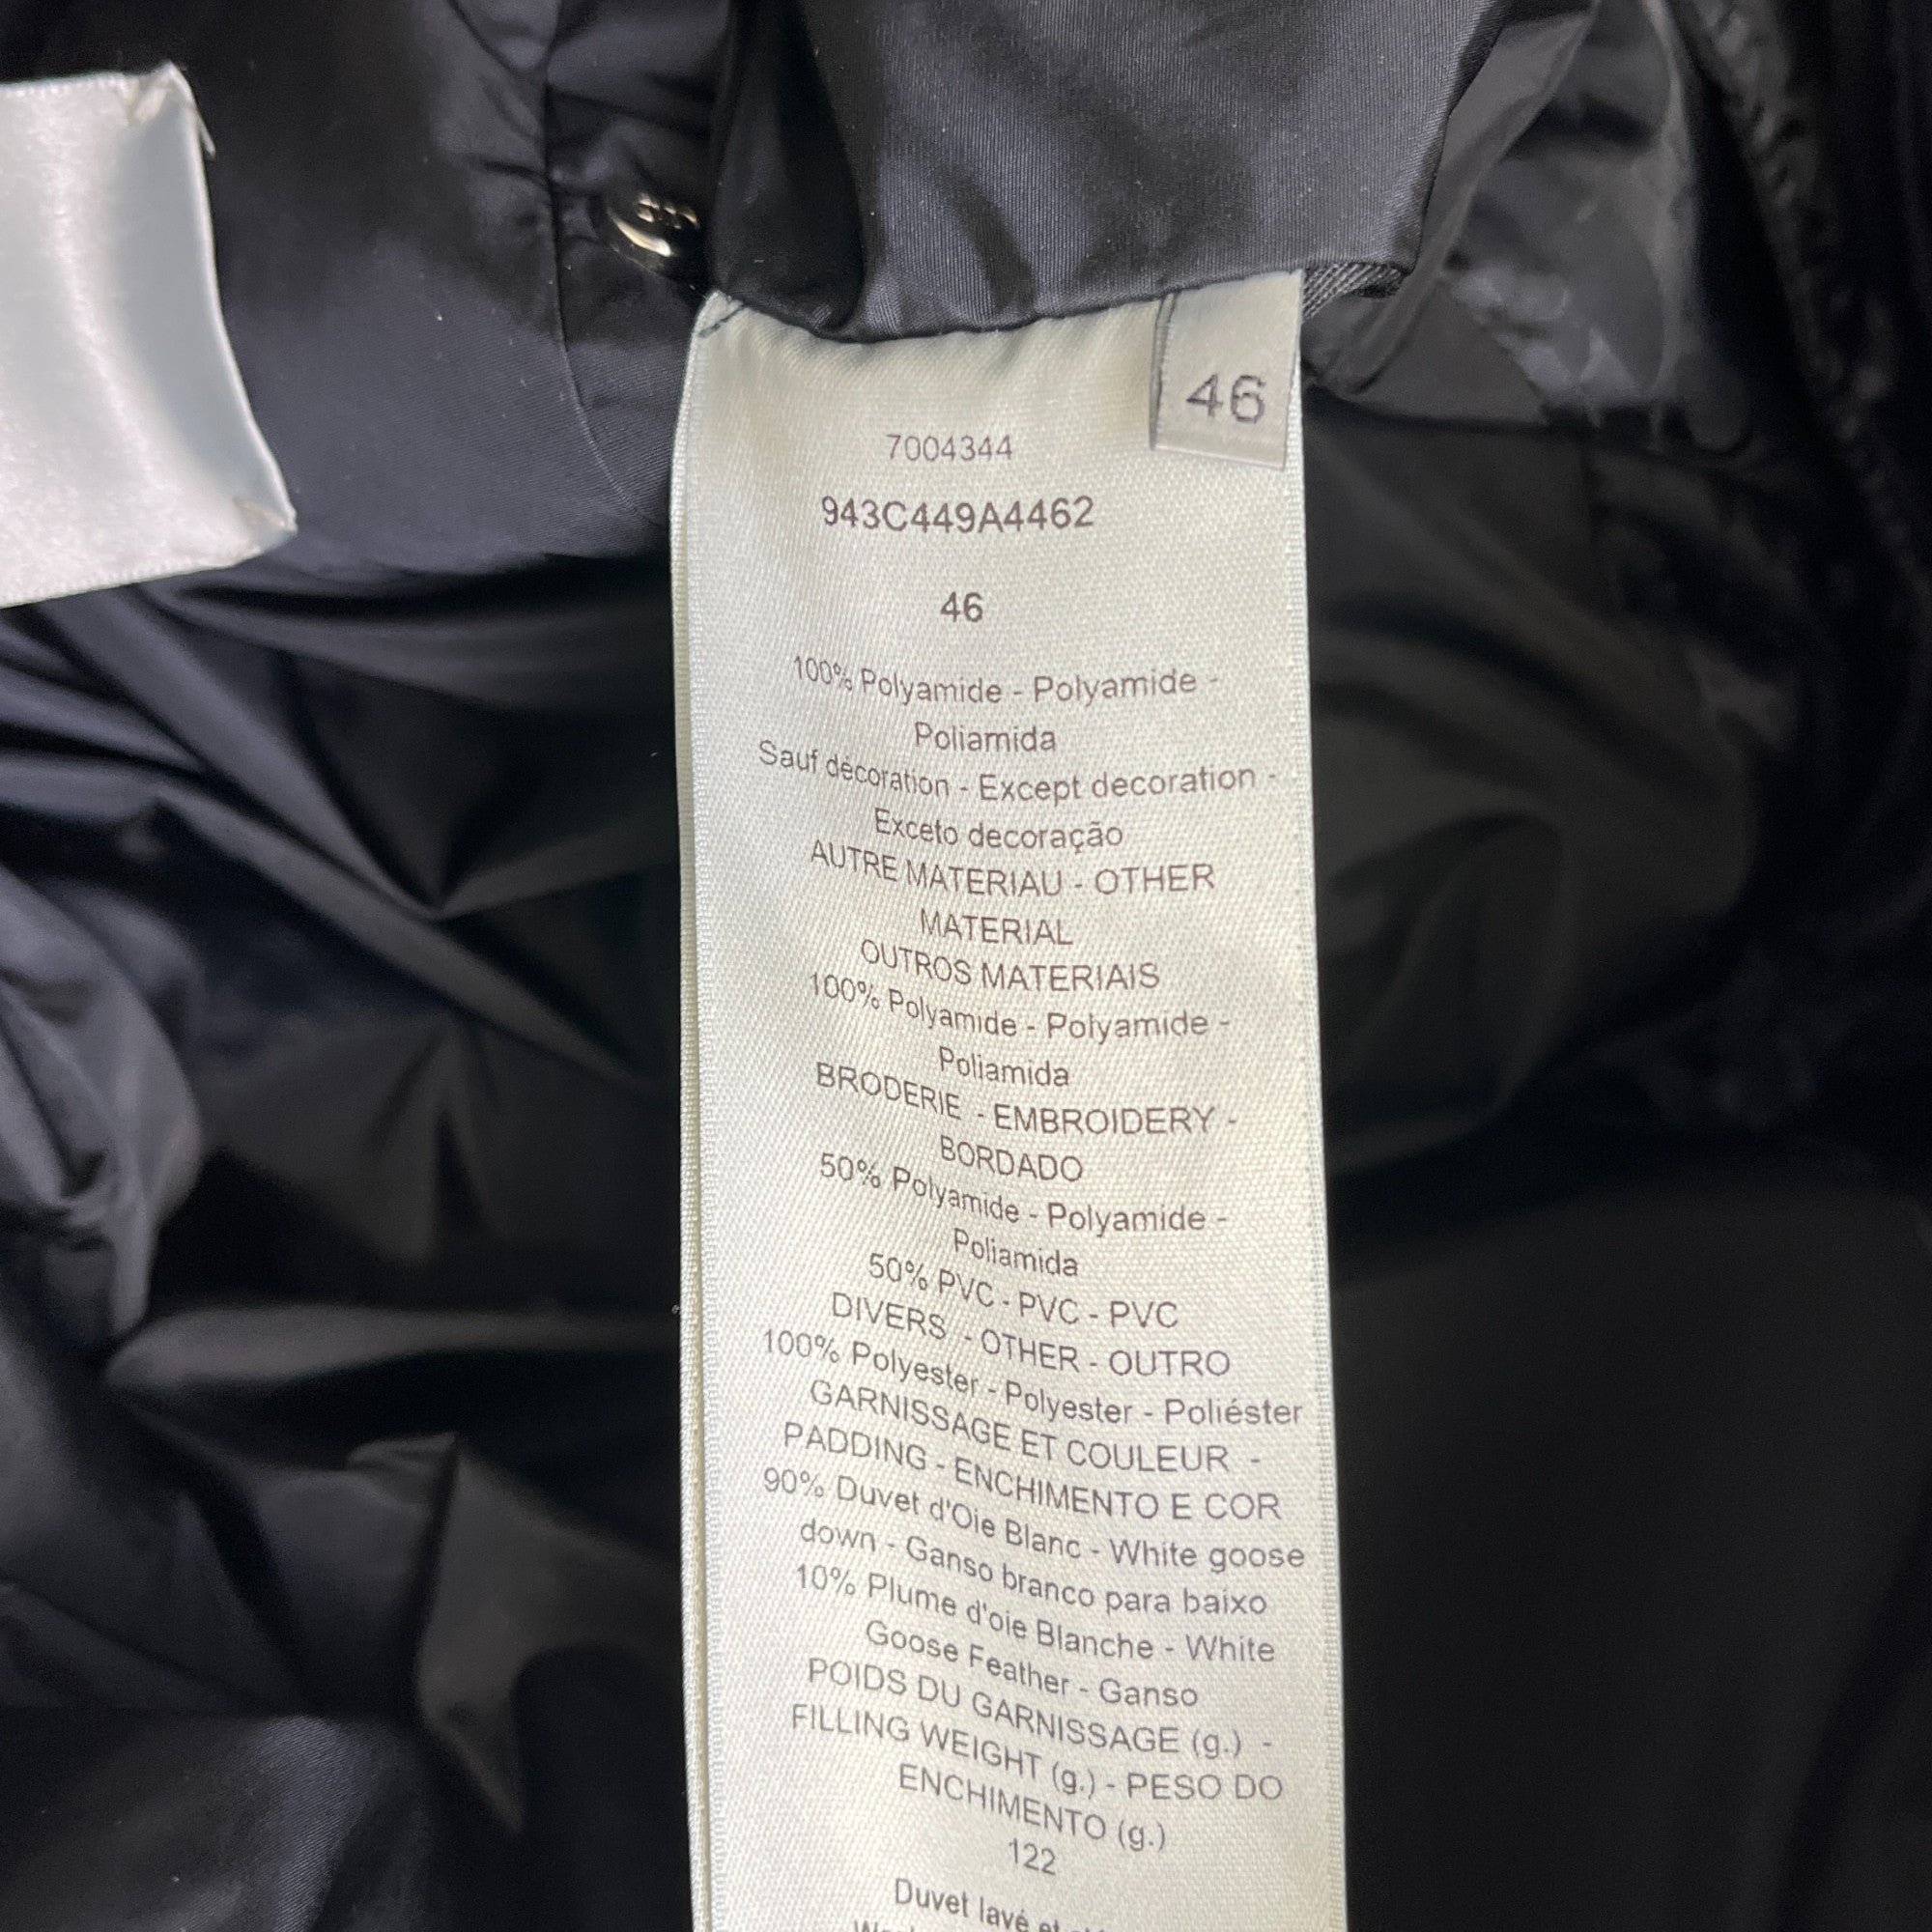 46
7004344
943C449A4462
46
100% Polyamide - Polyamide -
Poliamida
Sauf décoration - Except decoration -
Exceto decoração
AUTRE MATERIAU - OTHER
MATERIAL
OUTROS MATERIAIS
100% Polyamide - Polyamide -
Poliamida
BRODERIE - EMBROIDERY -
BORDADO
50% Polyamide - Polyamide -
Poliamida
50% PVC - PVC - PVC
DIVERS - OTHER - OUTRO
100% Polyester - Polyester - Poliéster
GARNISSAGE ET COULEUR -
PADDING - ENCHIMENTO E COR
90% Duvet d'Oie Blanc - White goose
down - Ganso branco para baixo
10% Plume d'oie Blanche - White
Goose Feather - Ganso
POIDS DU GARNISSAGE (g.) -
FILLING WEIGHT (g.) - PESO DO
ENCHIMENTO (g.)
122
Duvet lavé et